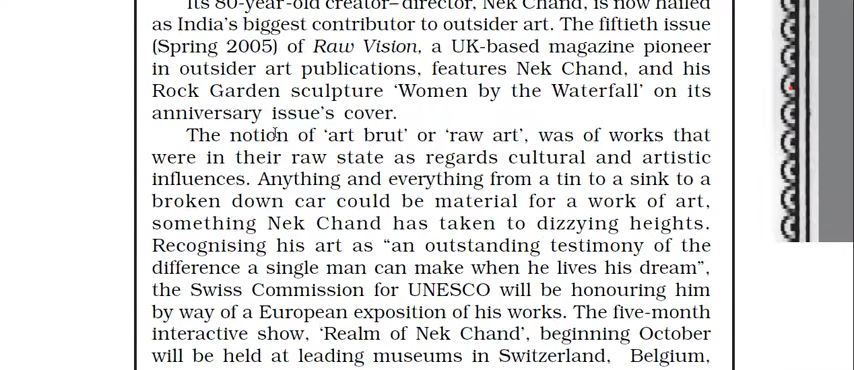 Its 80-year-old creator–director, Nek Chand, is now hailed
as India's biggest contributor to outsider art. The fiftieth issue
(Spring 2005) of Raw Vision, a UK-based magazine pioneer
in outsider art publications, features Nek Chand, and his
Rock Garden sculpture ‘Women by the Waterfall’ on its
anniversary issue's cover.
The notion of ‘art brut’ or ‘raw art’, was of works that
were in their raw state as regards cultural and artistic
influences. Anything and everything from a tin to a sink to a
broken down car could be material for a work of art,
something Nek Chand has taken to dizzying heights.
Recognising his art as “an outstanding testimony of the
difference a single man can make when he lives his dream”,
the Swiss Commission for UNESCO will be honouring him
by way of a European exposition of his works. The five-month
interactive show, ‘Realm of Nek Chand’, beginning October
will be held at leading museums in Switzerland, Belgium,